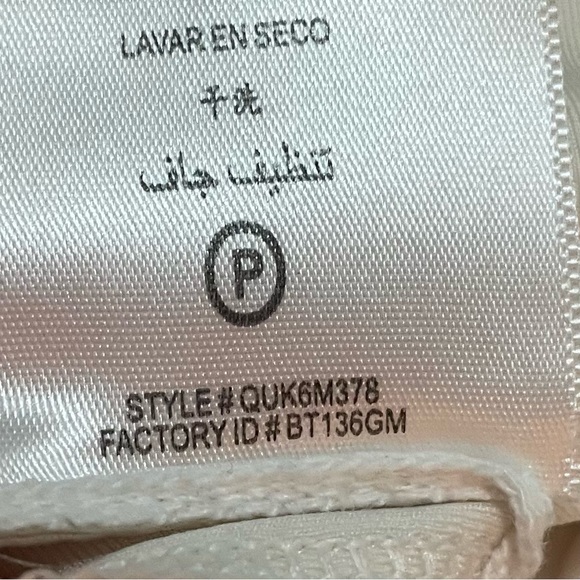 LAVAR EN SECO
干洗
تنظيف جاف
P
STYLE # QUK6M378
FACTORY ID # BT136GM